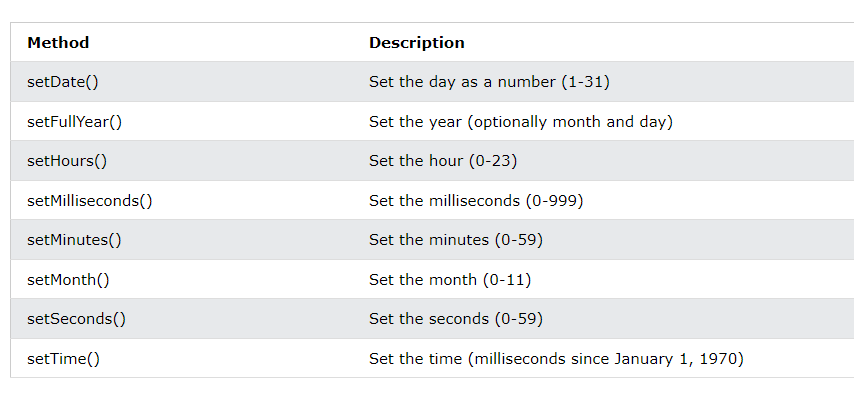 Method Description
setDate() Set the day as a number (1-31)
setFullYear() Set the year (optionally month and day)
setHours() Set the hour (0-23)
setMilliseconds() Set the milliseconds (0-999)
setMinutes() Set the minutes (0-59)
setMonth() Set the month (0-11)
setSeconds() Set the seconds (0-59)
setTime() Set the time (milliseconds since January 1, 1970)